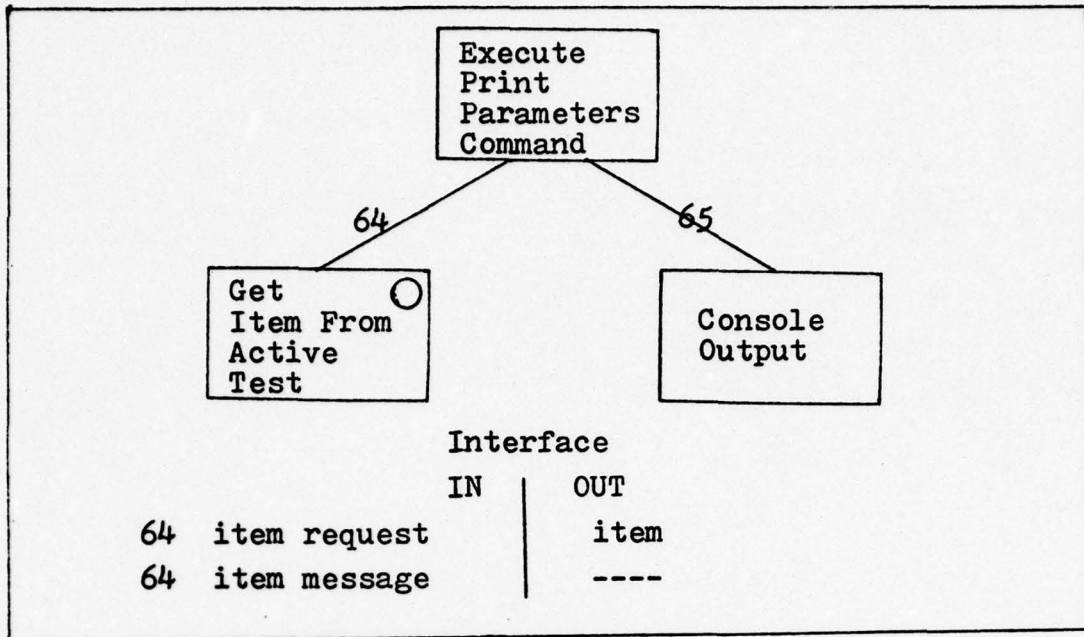 Execute
Print
Parameters
Command
64
65
Get
Item From
Active
Test
Console
Output
Interface
IN OUT
64 item request item
64 item message ----